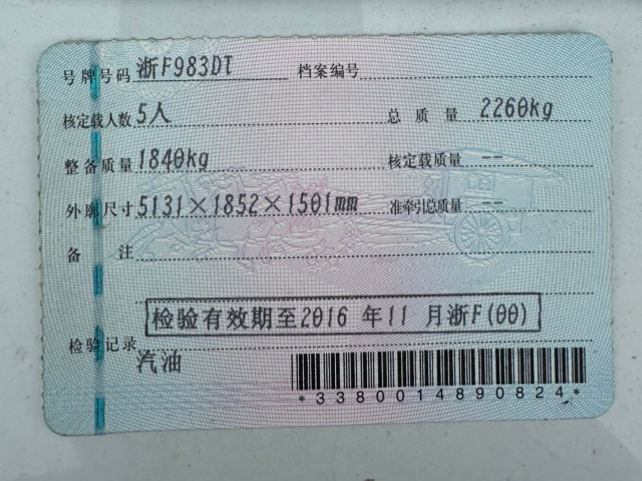 号牌号码 浙F983DT 档案编号
核定载人数 5人 总质量 2260kg
整备质量 1840kg 核定载质量 --
外廓尺寸 5131×1852×1501mm 准牵引总质量 --
备注
检验有效期至2016 年11 月浙F(00)
检验记录
汽油
*3380014890824*